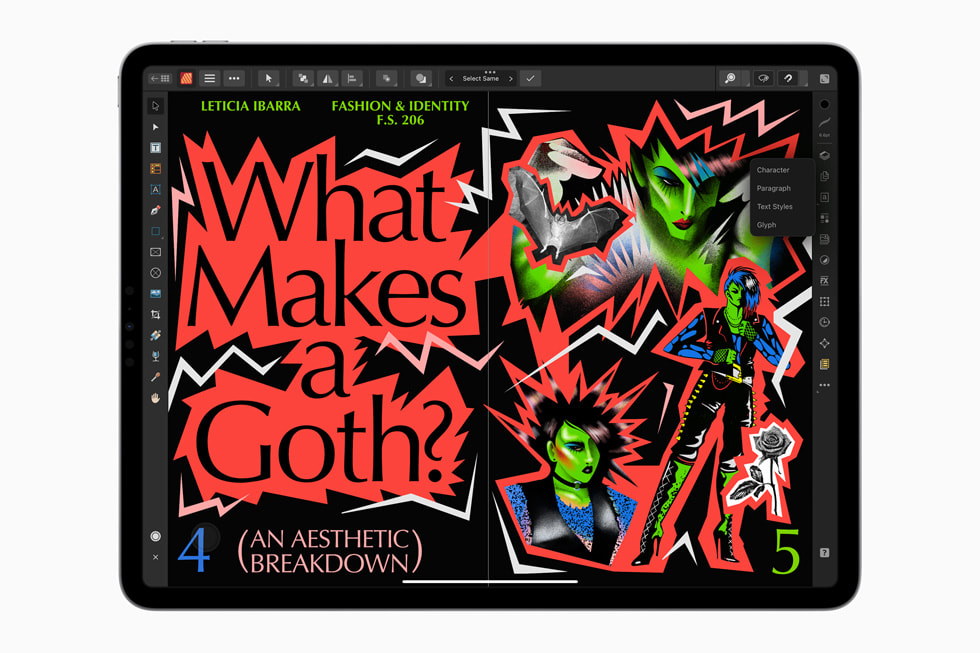 Select Same
LETICIA IBARRA
FASHION & IDENTITY
F.S. 206
What
Makes
a
Goth?
4
(AN AESTHETIC
BREAKDOWN)
Character
Paragraph
Text Styles
Glyph
5